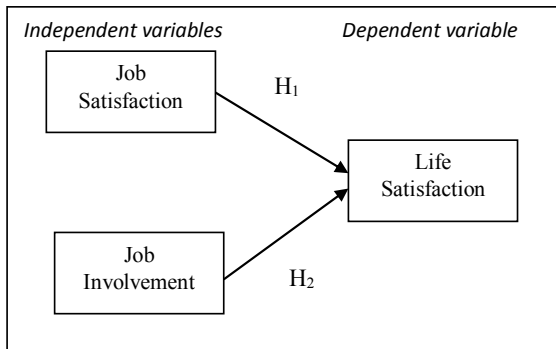 Independent variables
Dependent variable
Job
Satisfaction
H₁
Life
Satisfaction
Job
Involvement
H₂